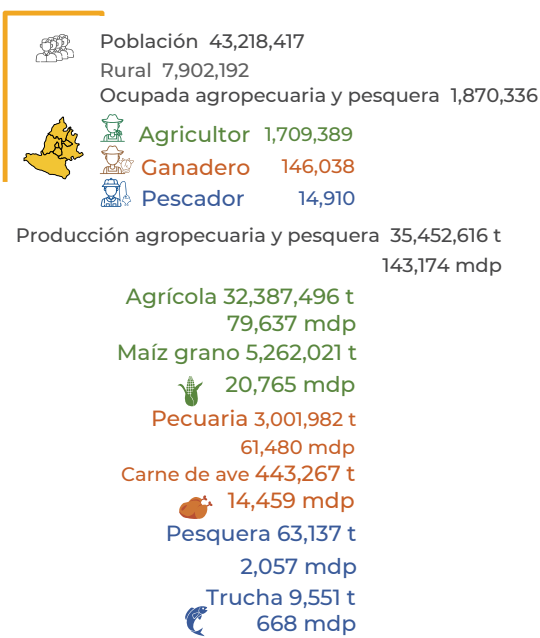 Población 43,218,417
Rural 7,902,192
Ocupada agropecuaria y pesquera 1,870,336
Agricultor 1,709,389
Ganadero 146,038
Pescador 14,910
Producción agropecuaria y pesquera 35,452,616 t
143,174 mdp
Agrícola 32,387,496 t
79,637 mdp
Maíz grano 5,262,021 t
20,765 mdp
Pecuaria 3,001,982 t
61,480 mdp
Carne de ave 443,267 t
14,459 mdp
Pesquera 63,137 t
2,057 mdp
Trucha 9,551 t
668 mdp